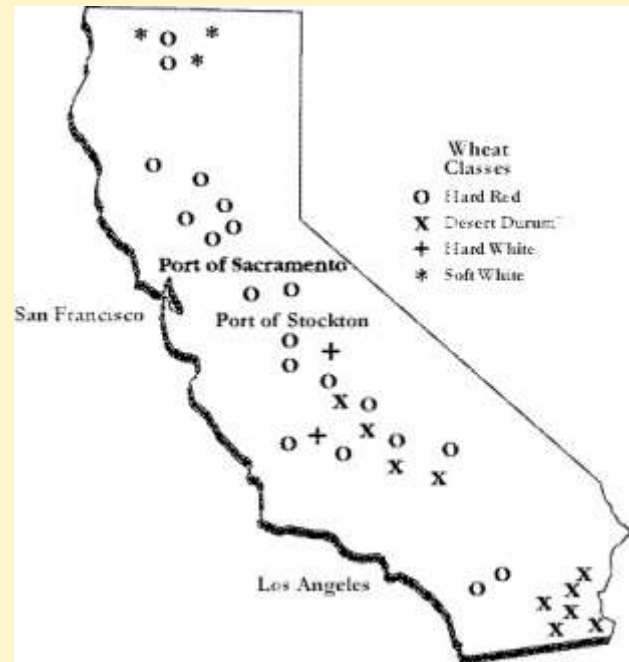 Wheat
Classes
O Hard Red
X Desert Durum
+ Hard White
* Soft White
Port of Sacramento
San Francisco
Port of Stockton
Los Angeles